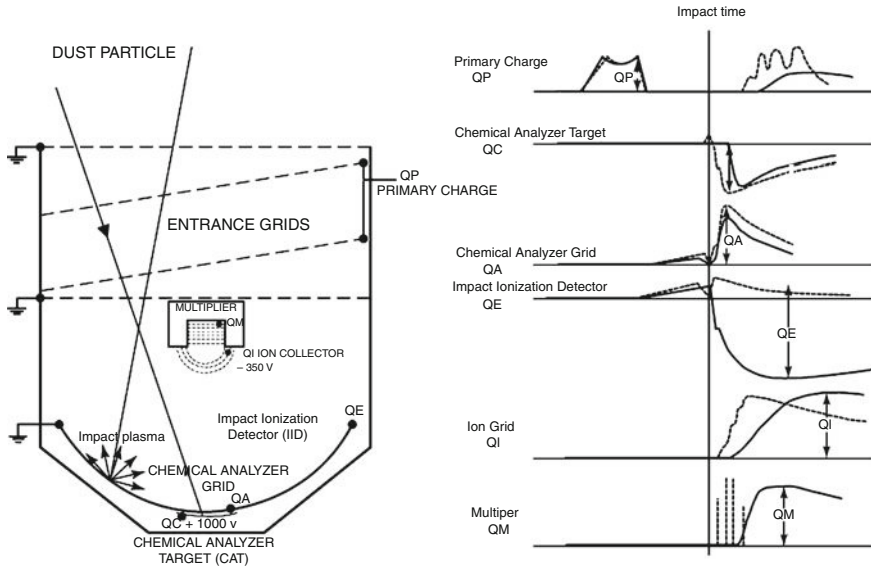 DUST PARTICLE
QP
PRIMARY CHARGE
ENTRANCE GRIDS
MULTIPLIER
QM
QI ION COLLECTOR
– 350 V
Impact Ionization
Detector (IID)
QE
Impact plasma
CHEMICAL ANALYZER
GRID
QA
QC + 1000 v
CHEMICAL ANALYZER
TARGET (CAT)
Impact time
Primary Charge
QP
QP
Chemical Analyzer Target
QC
Chemical Analyzer Grid
QA
QA
Impact Ionization Detector
QE
QE
Ion Grid
QI
QI
Multiper
QM
QM